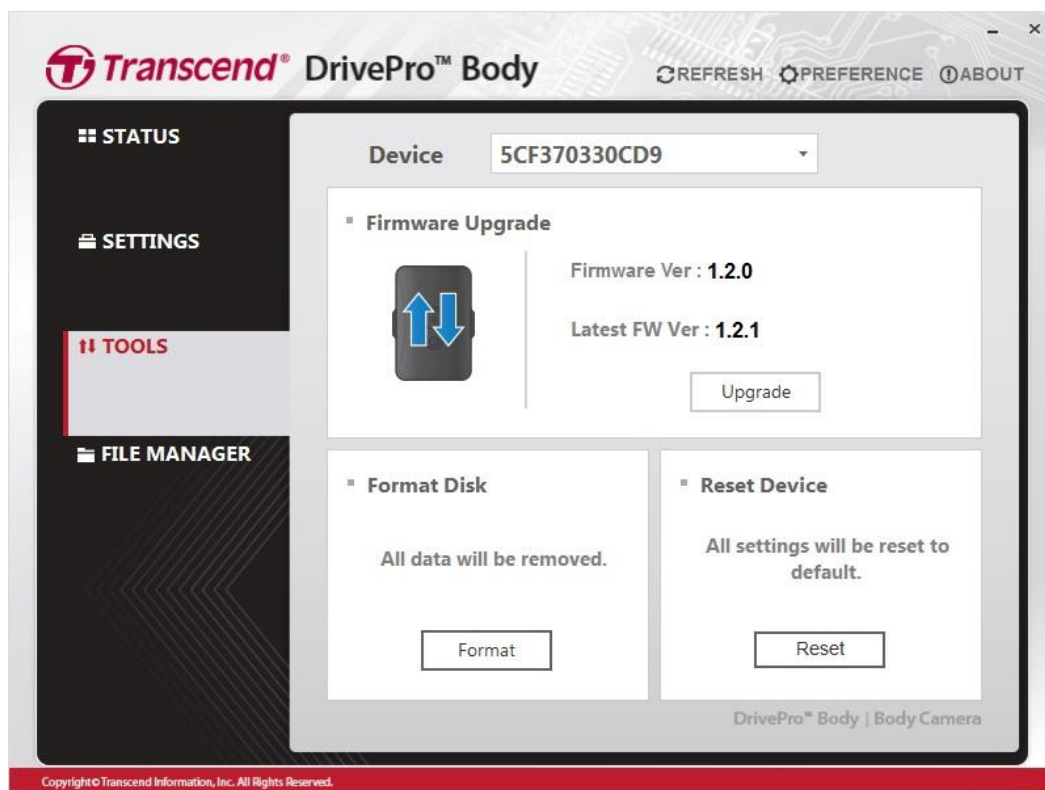 Transcend® DrivePro™ Body
REFRESH PREFERENCE ABOUT
STATUS
SETTINGS
TOOLS
FILE MANAGER
Device 5CF370330CD9
Firmware Upgrade
Firmware Ver : 1.2.0
Latest FW Ver : 1.2.1
Upgrade
Format Disk
All data will be removed.
Format
Reset Device
All settings will be reset to
default.
Reset
DrivePro™ Body | Body Camera
Copyright© Transcend Information, Inc. All Rights Reserved.